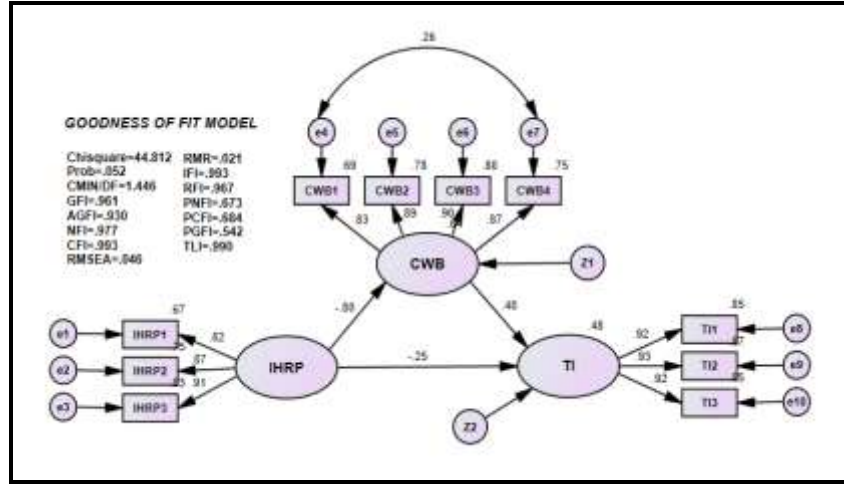 .26
GOODNESS OF FIT MODEL
e4 e5 e6 e7
Chisquare=44.812 RMR=.021
Prob=.052 IFI=.993
CMIN/DF=1.446 RFI=.967
GFI=.961 PNFI=.673
AGFI=.930 PCFI=.684
NFI=.977 PGFI=.542
CFI=.993 TLI=.990
RMSEA=.046
.69 .78 .75
CWB1 CWB2 CWB3 CWB4
.83 .89 .90 .87
CWB
Z1
.67
e1 IHRP1 .82
e2 IHRP2 .87
e3 IHRP3 .91
IHRP
-.25
.48
TI
.92 TI1 .85 e8
.93 TI2 e9
.92 TI3 e10
Z2